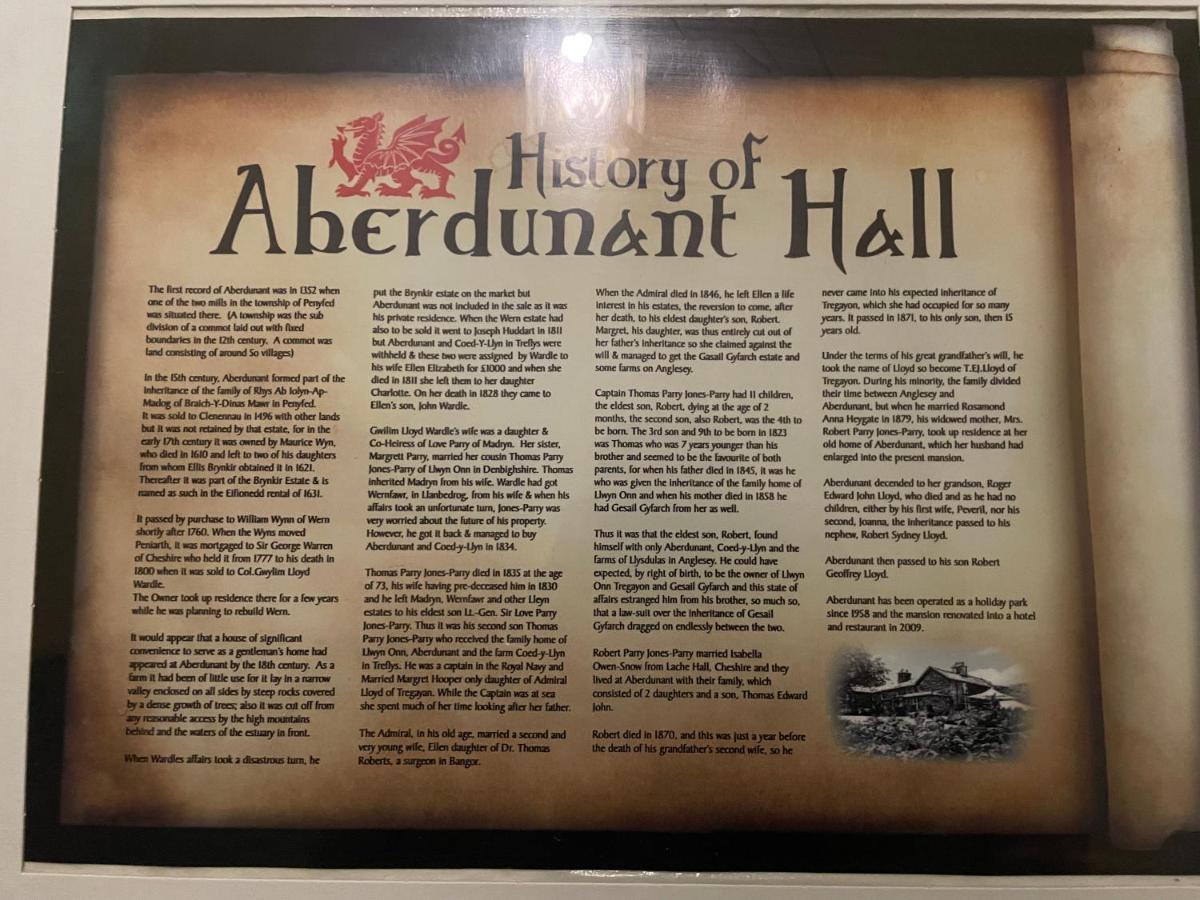 History of
Aberdunant Hall
The first record of Aberdunant was in 1352 when
one of the two mills in the township of Penyfed
was situated there. (A township was the sub
division of a commot laid out with fixed
boundaries in the 12th century. A commot was
land consisting of around 50 villages)
In the 15th century, Aberdunant formed part of the
inheritance of the family of Rhys Ab Iolyn-Ap-
Madog of Braich-Y-Dinas Mawr in Penyfed.
It was sold to Clenennau in 1496 with other lands
but it was not retained by that estate, for in the
early 17th century it was owned by Maurice Wyn,
who died in 1610 and left to two of his daughters
from whom Ellis Brynkir obtained it in 1621.
Thereafter it was part of the Brynkir Estate & is
named as such in the Eifionedd rental of 1631.
It passed by purchase to William Wynn of Wern
shortly after 1760. When the Wyns moved
Peniarth, it was mortgaged to Sir George Warren
of Cheshire who held it from 1777 to his death in
1800 when it was sold to Col.Gwylim Lloyd
Wardle.
The Owner took up residence there for a few years
while he was planning to rebuild Wern.
It would appear that a house of significant
convenience to serve as a gentleman's home had
appeared at Aberdunant by the 18th century. As a
farm it had been of little use for it lay in a narrow
valley enclosed on all sides by steep rocks covered
by a dense growth of trees; also it was cut off from
any reasonable access by the high mountains
behind and the waters of the estuary in front.
When Wardles affairs took a disastrous turn, he
put the Brynkir estate on the market but
Aberdunant was not included in the sale as it was
his private residence. When the Wern estate had
also to be sold it went to Joseph Huddart in 1811
but Aberdunant and Coed-Y-Llyn in Treflys were
withheld & these two were assigned by Wardle to
his wife Ellen Elizabeth for £1000 and when she
died in 1811 she left them to her daughter
Charlotte. On her death in 1828 they came to
Ellen's son, John Wardle.
Gwilim Lloyd Wardle's wife was a daughter &
Co-Heiress of Love Parry of Madryn. Her sister,
Margrett Parry, married her cousin Thomas Parry
Jones-Parry of Llwyn Onn in Denbighshire. Thomas
inherited Madryn from his wife. Wardle had got
Wernfawr, in Llanbedrog, from his wife & when his
affairs took an unfortunate turn, Jones-Parry was
very worried about the future of his property.
However, he got it back & managed to buy
Aberdunant and Coed-y-Llyn in 1834.
Thomas Parry Jones-Parry died in 1835 at the age
of 73, his wife having pre-deceased him in 1830
and he left Madryn, Wernfawr and other Lleyn
estates to his eldest son Lt.-Gen. Sir Love Parry
Jones-Parry. Thus it was his second son Thomas
Parry Jones-Parry who received the family home of
Llwyn Onn, Aberdunant and the farm Coed-y-Llyn
in Treflys. He was a captain in the Royal Navy and
Married Margret Hooper only daughter of Admiral
Lloyd of Tregayan. While the Captain was at sea
she spent much of her time looking after her father.
The Admiral, in his old age, married a second and
very young wife, Ellen daughter of Dr. Thomas
Roberts, a surgeon in Bangor.
When the Admiral died in 1846, he left Ellen a life
interest in his estates, the reversion to come, after
her death, to his eldest daughter's son, Robert.
Margret, his daughter, was thus entirely cut out of
her father's inheritance so she claimed against the
will & managed to get the Gasail Gyfarch estate and
some farms on Anglesey.
Captain Thomas Parry Jones-Parry had 11 children,
the eldest son, Robert, dying at the age of 2
months, the second son, also Robert, was the 4th to
be born. The 3rd son and 9th to be born in 1823
was Thomas who was 7 years younger than his
brother and seemed to be the favourite of both
parents, for when his father died in 1845, it was he
who was given the inheritance of the family home of
Llwyn Onn and when his mother died in 1858 he
had Gesail Gyfarch from her as well.
Thus it was that the eldest son, Robert, found
himself with only Aberdunant, Coed-y-Llyn and the
farms of Llysdulas in Anglesey. He could have
expected, by right of birth, to be the owner of Llwyn
Onn Tregayon and Gesail Gyfarch and this state of
affairs estranged him from his brother, so much so,
that a law-suit over the inheritance of Gesail
Gyfarch dragged on endlessly between the two.
Robert Parry Jones-Parry married Isabella
Owen-Snow from Lache Hall, Cheshire and they
lived at Aberdunant with their family, which
consisted of 2 daughters and a son, Thomas Edward
John.
Robert died in 1870, and this was just a year before
the death of his grandfather's second wife, so he
never came into his expected inheritance of
Tregayon, which she had occupied for so many
years. It passed in 1871, to his only son, then 15
years old.
Under the terms of his great grandfather's will, he
took the name of Lloyd so become T.EJ.Lloyd of
Tregayon. During his minority, the family divided
their time between Anglesey and
Aberdunant, but when he married Rosamond
Anna Heygate in 1879, his widowed mother, Mrs.
Robert Parry Jones-Parry, took up residence at her
old home of Aberdunant, which her husband had
enlarged into the present mansion.
Aberdunant decended to her grandson, Roger
Edward John Lloyd, who died and as he had no
children, either by his first wife, Peveril, nor his
second, Joanna, the inheritance passed to his
nephew, Robert Sydney Lloyd.
Aberdunant then passed to his son Robert
Geoffrey Lloyd.
Aberdunant has been operated as a holiday park
since 1958 and the mansion renovated into a hotel
and restaurant in 2009.